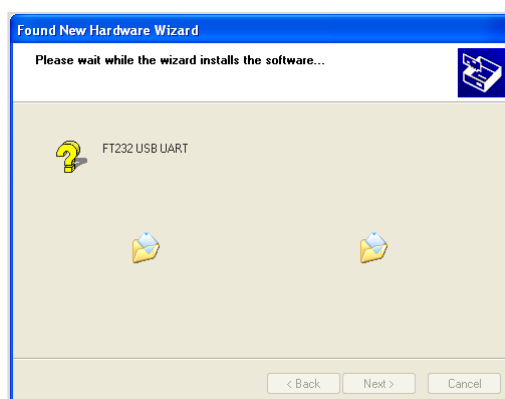 Found New Hardware Wizard
Please wait while the wizard installs the software...
FT232 USB UART
< Back
Next >
Cancel